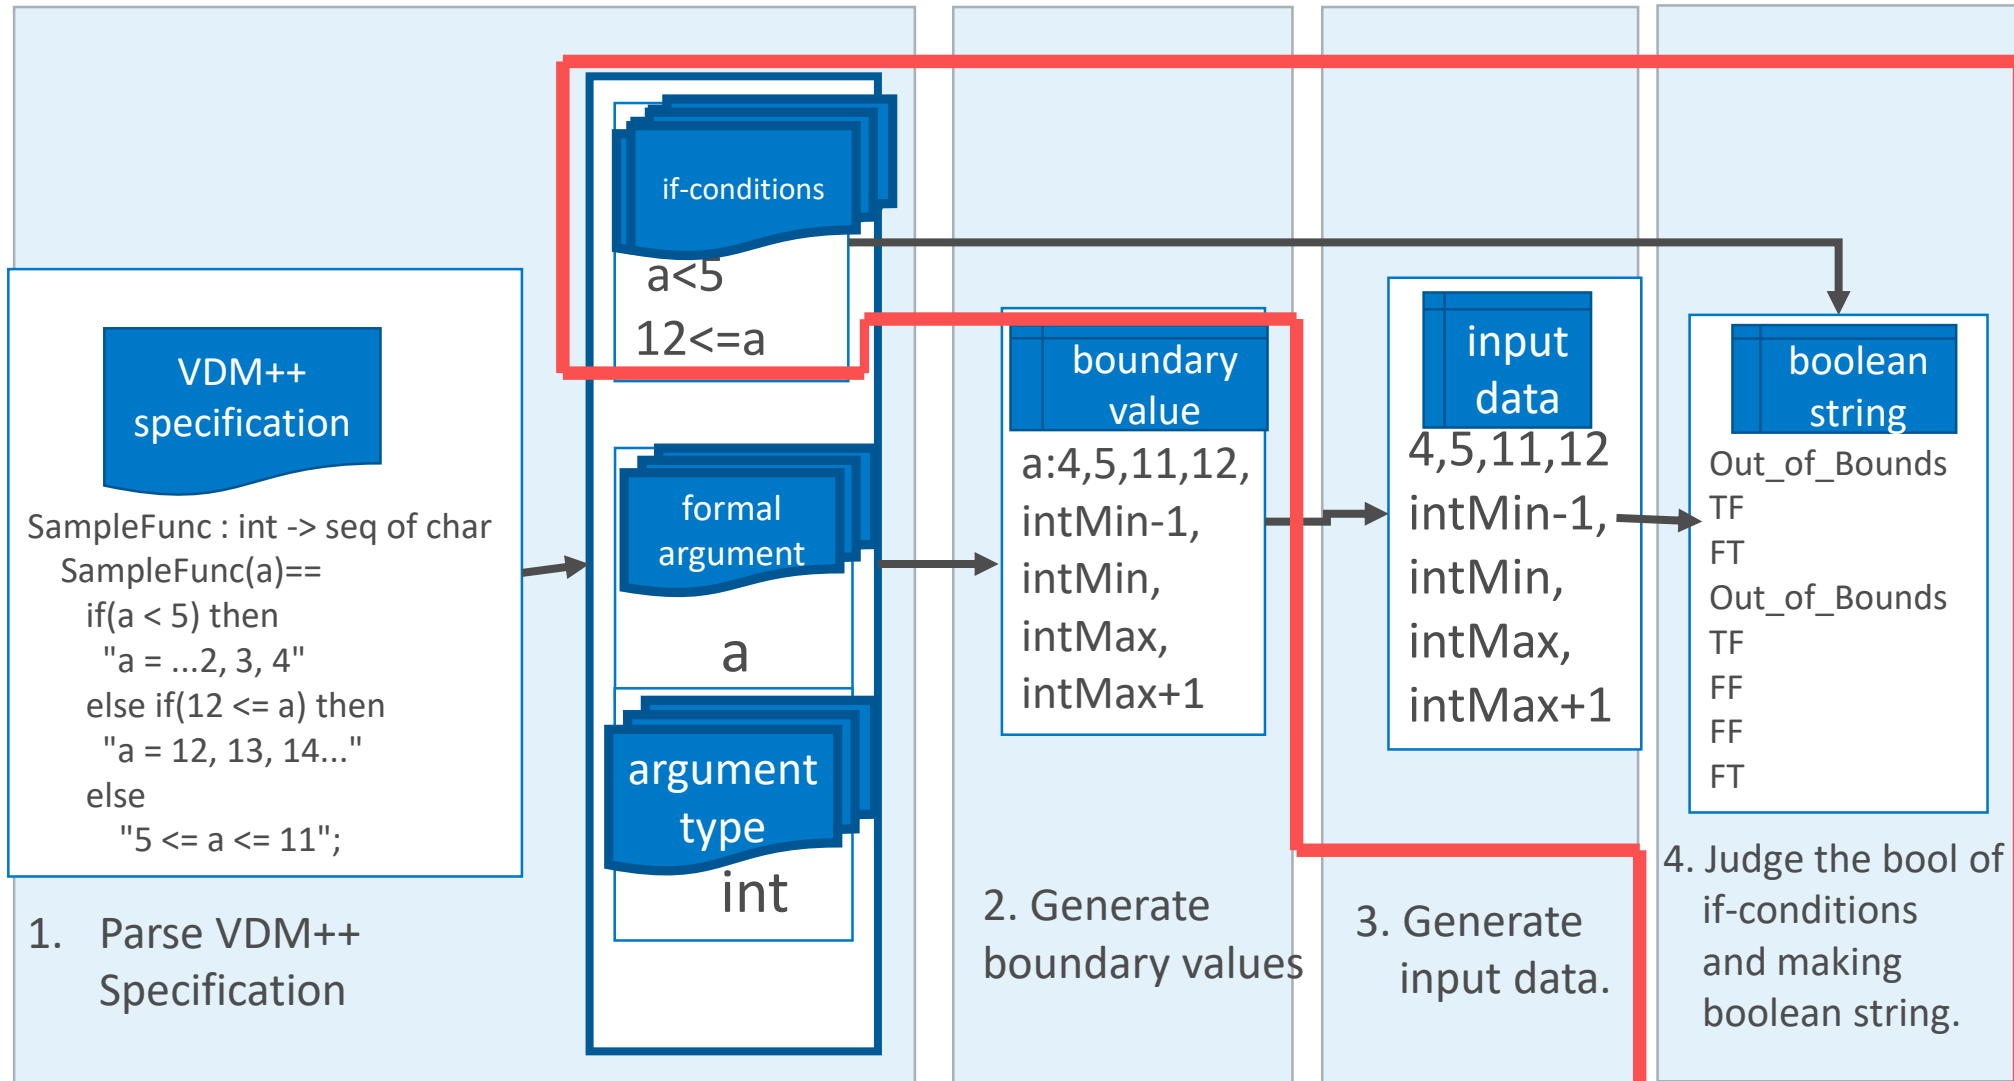 VDM++
specification
SampleFunc : int -> seq of char
SampleFunc(a)==
if(a < 5) then
"a = ...2, 3, 4"
else if(12 <= a) then
"a = 12, 13, 14..."
else
"5 <= a <= 11";
1. Parse VDM++
Specification
if-conditions
a<5
12<=a
formal
argument
a
argument
type
int
boundary
value
a:4,5,11,12,
intMin-1,
intMin,
intMax,
intMax+1
2. Generate
boundary values
input
data
4,5,11,12
intMin-1,
intMin,
intMax,
intMax+1
3. Generate
input data.
boolean
string
Out_of_Bounds
TF
FT
Out_of_Bounds
TF
FF
FF
FT
4. Judge the bool of
if-conditions
and making
boolean string.